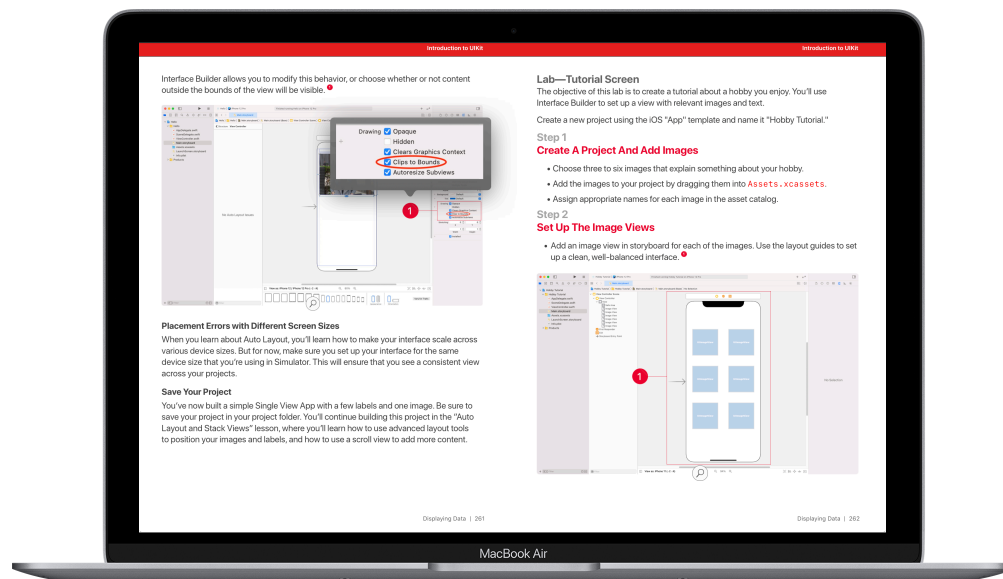 Introduction to UIKit
Interface Builder allows you to modify this behavior, or choose whether or not content
outside the bounds of the view will be visible.
Drawing
Opaque
Hidden
Clears Graphics Context
Clips to Bounds
Autoresize Subviews
1
Placement Errors with Different Screen Sizes
When you learn about Auto Layout, you'll learn how to make your interface scale across
various device sizes. But for now, make sure you set up your interface for the same
device size that you're using in Simulator. This will ensure that you see a consistent view
across your projects.
Save Your Project
You've now built a simple Single View App with a few labels and one image. Be sure to
save your project in your project folder. You'll continue building this project in the "Auto
Layout and Stack Views" lesson, where you'll learn how to use advanced layout tools
to position your images and labels, and how to use a scroll view to add more content.
Displaying Data | 261
Introduction to UIKit
Lab—Tutorial Screen
The objective of this lab is to create a tutorial about a hobby you enjoy. You'll use
Interface Builder to set up a view with relevant images and text.
Create a new project using the iOS "App" template and name it "Hobby Tutorial."
Step 1
Create A Project And Add Images
• Choose three to six images that explain something about your hobby.
• Add the images to your project by dragging them into Assets.xcassets.
• Assign appropriate names for each image in the asset catalog.
Step 2
Set Up The Image Views
• Add an image view in storyboard for each of the images. Use the layout guides to set
up a clean, well-balanced interface.
1
Displaying Data | 262
MacBook Air